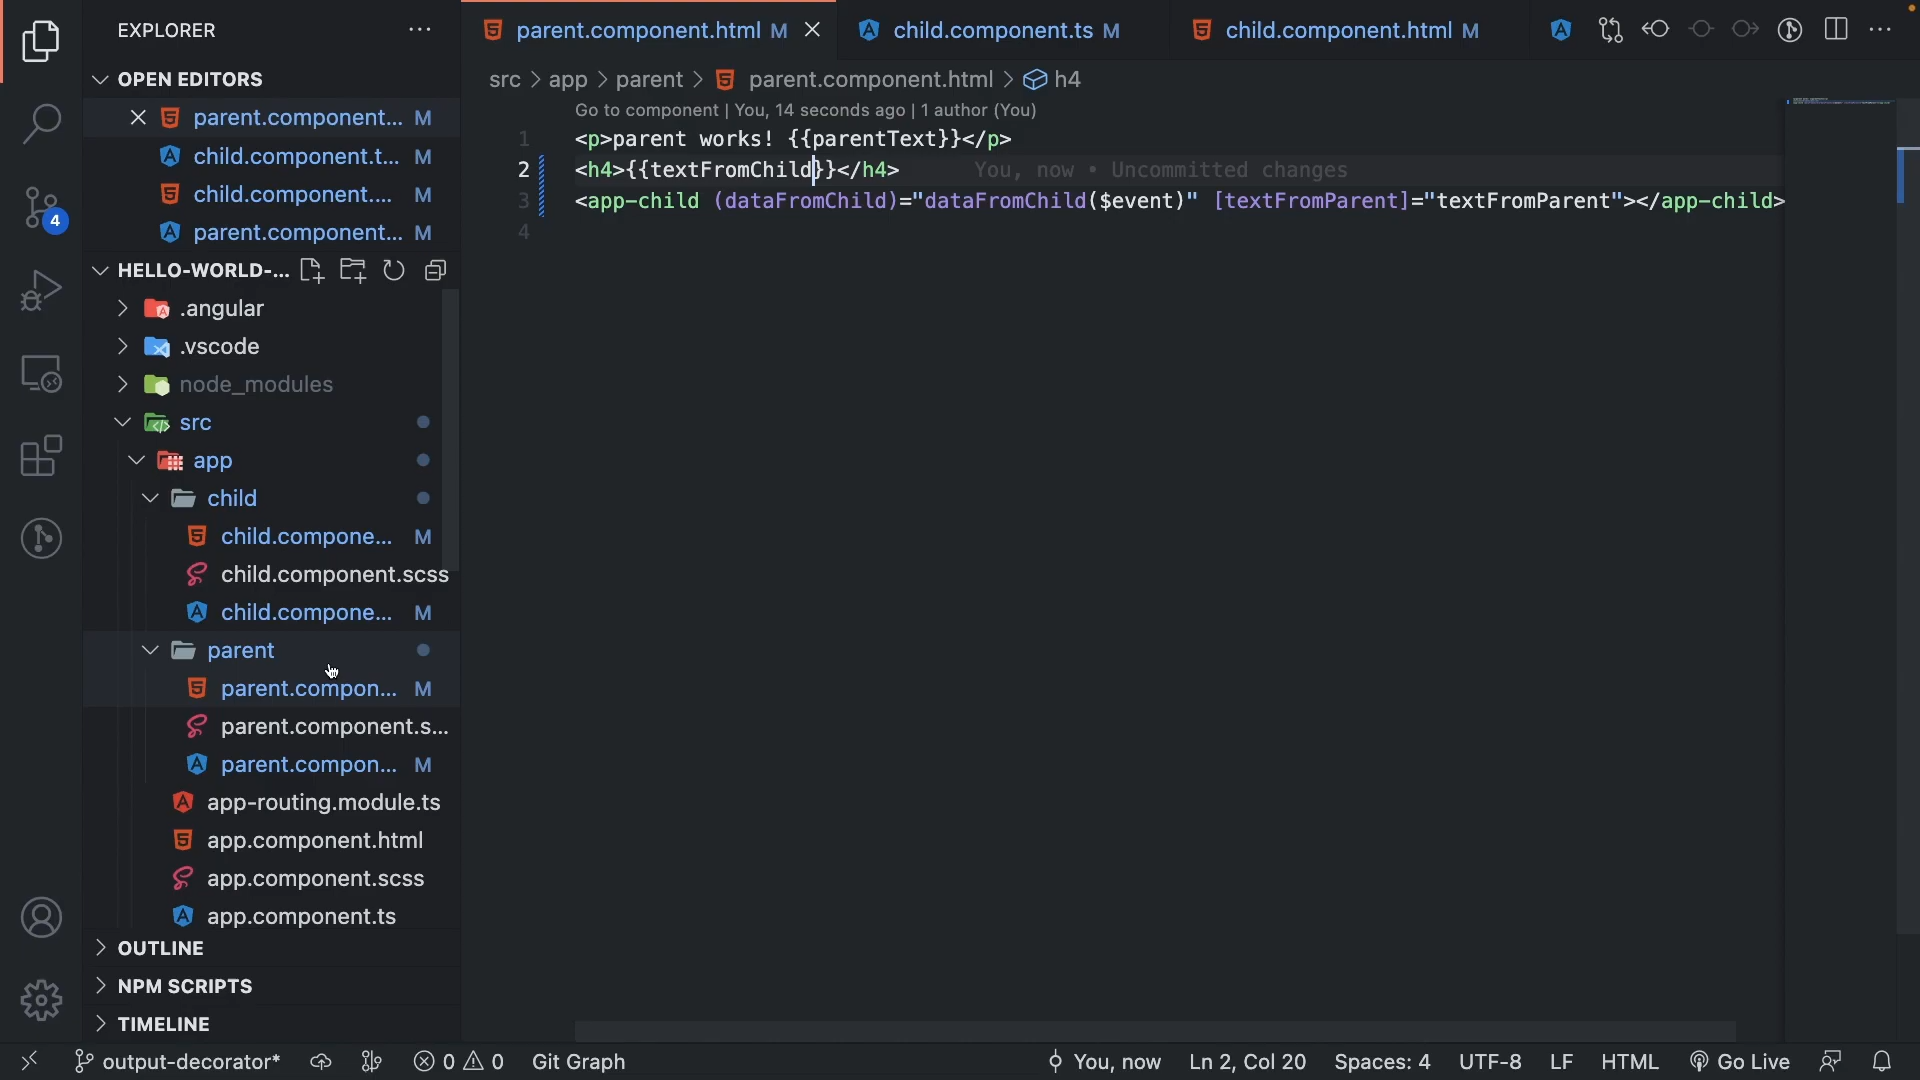 EXPLORER
OPEN EDITORS
parent.component... M
child.component.t... M
child.component.... M
parent.component... M
HELLO-WORLD-...
.angular
.vscode
node_modules
src
app
child
child.compone... M
child.component.scss
child.compone... M
parent
parent.compon... M
parent.component.s...
parent.compon... M
app-routing.module.ts
app.component.html
app.component.scss
app.component.ts
OUTLINE
NPM SCRIPTS
TIMELINE
4
parent.component.html M
child.component.ts M
child.component.html M
src > app > parent > parent.component.html > h4
Go to component | You, 14 seconds ago | 1 author (You)
1 <p>parent works! {{parentText}}</p>
2 <h4>{{textFromChild}}</h4> You, now • Uncommitted changes
3 <app-child (dataFromChild)="dataFromChild($event)" [textFromParent]="textFromParent"></app-child>
4
output-decorator* 0 0 Git Graph You, now Ln 2, Col 20 Spaces: 4 UTF-8 LF HTML Go Live